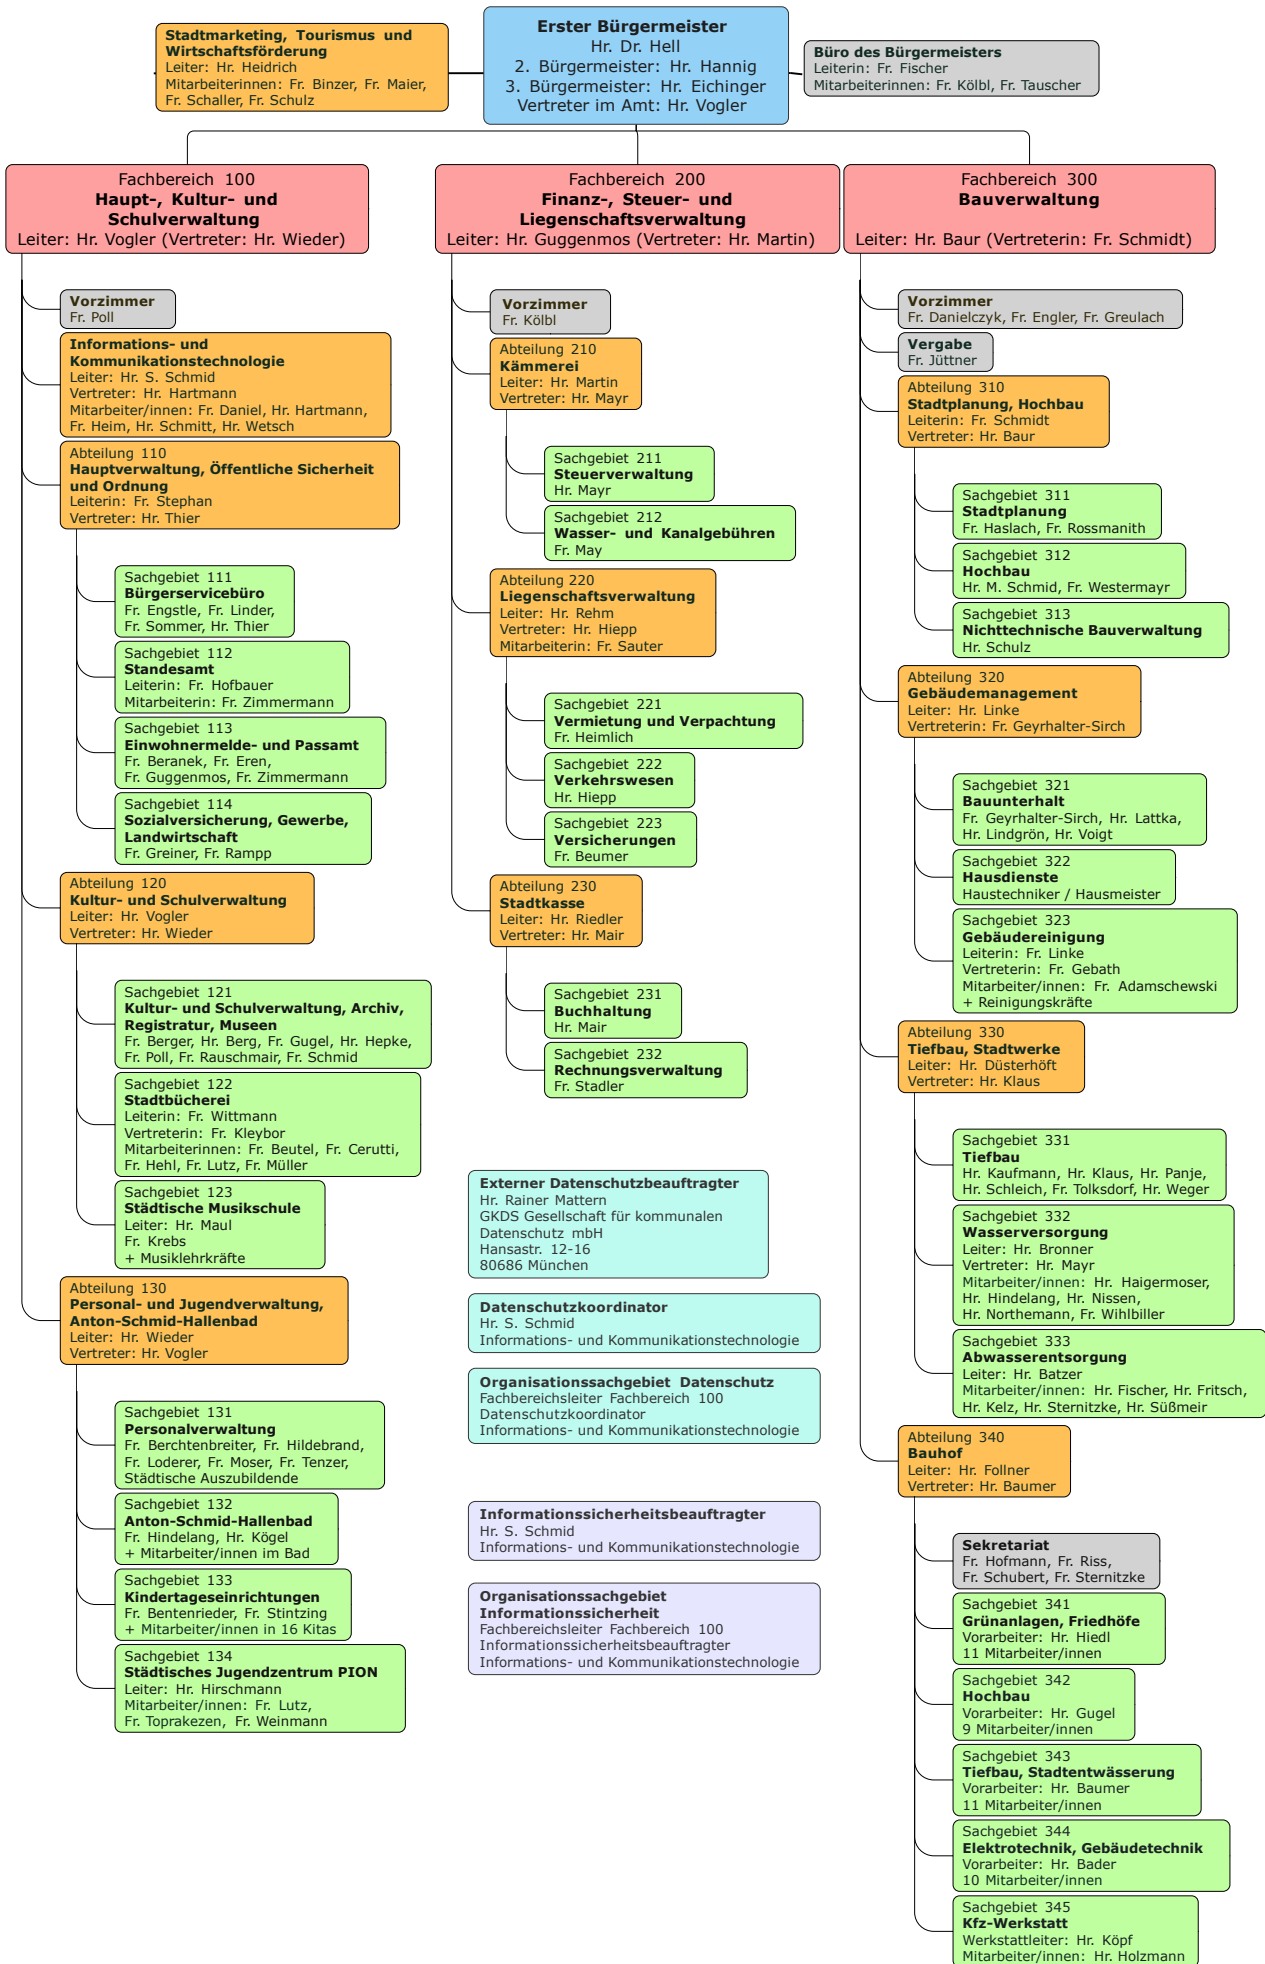 Stadtmarketing, Tourismus und
Wirtschaftsförderung
Leiter: Hr. Heidrich
Mitarbeiterinnen: Fr. Binzer, Fr. Maier,
Fr. Schaller, Fr. Schulz
Erster Bürgermeister
Hr. Dr. Hell
2. Bürgermeister: Hr. Hannig
3. Bürgermeister: Hr. Eichinger
Vertreter im Amt: Hr. Vogler
Büro des Bürgermeisters
Leiterin: Fr. Fischer
Mitarbeiterinnen: Fr. Kölbl, Fr. Tauscher
Fachbereich 100
Haupt-, Kultur- und
Schulverwaltung
Leiter: Hr. Vogler (Vertreter: Hr. Wieder)
Vorzimmer
Fr. Poll
Informations- und
Kommunikationstechnologie
Leiter: Hr. S. Schmid
Vertreter: Hr. Hartmann
Mitarbeiter/innen: Fr. Daniel, Hr. Hartmann,
Fr. Heim, Hr. Schmitt, Hr. Wetsch
Abteilung 110
Hauptverwaltung, Öffentliche Sicherheit
und Ordnung
Leiterin: Fr. Stephan
Vertreter: Hr. Thier
Sachgebiet 111
Bürgerservicebüro
Fr. Engstle, Fr. Linder,
Fr. Sommer, Hr. Thier
Sachgebiet 112
Standesamt
Leiterin: Fr. Hofbauer
Mitarbeiterin: Fr. Zimmermann
Sachgebiet 113
Einwohnermelde- und Passamt
Fr. Beranek, Fr. Eren,
Fr. Guggenmos, Fr. Zimmermann
Sachgebiet 114
Sozialversicherung, Gewerbe,
Landwirtschaft
Fr. Greiner, Fr. Rampp
Abteilung 120
Kultur- und Schulverwaltung
Leiter: Hr. Vogler
Vertreter: Hr. Wieder
Sachgebiet 121
Kultur- und Schulverwaltung, Archiv,
Registratur, Museen
Fr. Berger, Hr. Berg, Fr. Gugel, Hr. Hepke,
Fr. Poll, Fr. Rauschmair, Fr. Schmid
Sachgebiet 122
Stadtbücherei
Leiterin: Fr. Wittmann
Vertreterin: Fr. Kleybor
Mitarbeiterinnen: Fr. Beutel, Fr. Cerutti,
Fr. Hehl, Fr. Lutz, Fr. Müller
Sachgebiet 123
Städtische Musikschule
Leiter: Hr. Maul
Fr. Krebs
+ Musiklehrkräfte
Abteilung 130
Personal- und Jugendverwaltung,
Anton-Schmid-Hallenbad
Leiter: Hr. Wieder
Vertreter: Hr. Vogler
Sachgebiet 131
Personalverwaltung
Fr. Berchtenbreiter, Fr. Hildebrand,
Fr. Loderer, Fr. Moser, Fr. Tenzer,
Städtische Auszubildende
Sachgebiet 132
Anton-Schmid-Hallenbad
Fr. Hindelang, Hr. Kögel
+ Mitarbeiter/innen im Bad
Sachgebiet 133
Kindertageseinrichtungen
Fr. Bentenrieder, Fr. Stintzing
+ Mitarbeiter/innen in 16 Kitas
Sachgebiet 134
Städtisches Jugendzentrum PION
Leiter: Hr. Hirschmann
Mitarbeiter/innen: Fr. Lutz,
Fr. Toprakezen, Fr. Weinmann
Fachbereich 200
Finanz-, Steuer- und
Liegenschaftsverwaltung
Leiter: Hr. Guggenmos (Vertreter: Hr. Martin)
Vorzimmer
Fr. Kölbl
Abteilung 210
Kämmerei
Leiter: Hr. Martin
Vertreter: Hr. Mayr
Sachgebiet 211
Steuerverwaltung
Hr. Mayr
Sachgebiet 212
Wasser- und Kanalgebühren
Fr. May
Abteilung 220
Liegenschaftsverwaltung
Leiter: Hr. Rehm
Vertreter: Hr. Hiepp
Mitarbeiterin: Fr. Sauter
Sachgebiet 221
Vermietung und Verpachtung
Fr. Heimlich
Sachgebiet 222
Verkehrswesen
Hr. Hiepp
Sachgebiet 223
Versicherungen
Fr. Beumer
Abteilung 230
Stadtkasse
Leiter: Hr. Riedler
Vertreter: Hr. Mair
Sachgebiet 231
Buchhaltung
Hr. Mair
Sachgebiet 232
Rechnungsverwaltung
Fr. Stadler
Externer Datenschutzbeauftragter
Hr. Rainer Mattern
GKDS Gesellschaft für kommunalen
Datenschutz mbH
Hansastr. 12-16
80686 München
Datenschutzkoordinator
Hr. S. Schmid
Informations- und Kommunikationstechnologie
Organisationssachgebiet Datenschutz
Fachbereichsleiter Fachbereich 100
Datenschutzkoordinator
Informations- und Kommunikationstechnologie
Informationssicherheitsbeauftragter
Hr. S. Schmid
Informations- und Kommunikationstechnologie
Organisationssachgebiet
Informationssicherheit
Fachbereichsleiter Fachbereich 100
Informationssicherheitsbeauftragter
Informations- und Kommunikationstechnologie
Fachbereich 300
Bauverwaltung
Leiter: Hr. Baur (Vertreterin: Fr. Schmidt)
Vorzimmer
Fr. Danielczyk, Fr. Engler, Fr. Greulach
Vergabe
Fr. Jüttner
Abteilung 310
Stadtplanung, Hochbau
Leiterin: Fr. Schmidt
Vertreter: Hr. Baur
Sachgebiet 311
Stadtplanung
Fr. Haslach, Fr. Rossmanith
Sachgebiet 312
Hochbau
Hr. M. Schmid, Fr. Westermayr
Sachgebiet 313
Nichttechnische Bauverwaltung
Hr. Schulz
Abteilung 320
Gebäudemanagement
Leiter: Hr. Linke
Vertreterin: Fr. Geyrhalter-Sirch
Sachgebiet 321
Bauunterhalt
Fr. Geyrhalter-Sirch, Hr. Lattka,
Hr. Lindgrön, Hr. Voigt
Sachgebiet 322
Hausdienste
Haustechniker / Hausmeister
Sachgebiet 323
Gebäudereinigung
Leiterin: Fr. Linke
Vertreterin: Fr. Gebath
Mitarbeiter/innen: Fr. Adamschewski
+ Reinigungskräfte
Abteilung 330
Tiefbau, Stadtwerke
Leiter: Hr. Düsterhöft
Vertreter: Hr. Klaus
Sachgebiet 331
Tiefbau
Hr. Kaufmann, Hr. Klaus, Hr. Panje,
Hr. Schleich, Fr. Tolksdorf, Hr. Weger
Sachgebiet 332
Wasserversorgung
Leiter: Hr. Bronner
Vertreter: Hr. Mayr
Mitarbeiter/innen: Hr. Haigermoser,
Hr. Hindelang, Hr. Nissen,
Hr. Northemann, Fr. Wihlbiller
Sachgebiet 333
Abwasserentsorgung
Leiter: Hr. Batzer
Mitarbeiter/innen: Hr. Fischer, Hr. Fritsch,
Hr. Kelz, Hr. Sternitzke, Hr. Süßmeir
Abteilung 340
Bauhof
Leiter: Hr. Follner
Vertreter: Hr. Baumer
Sekretariat
Fr. Hofmann, Fr. Riss,
Fr. Schubert, Fr. Sternitzke
Sachgebiet 341
Grünanlagen, Friedhöfe
Vorarbeiter: Hr. Hiedl
11 Mitarbeiter/innen
Sachgebiet 342
Hochbau
Vorarbeiter: Hr. Gugel
9 Mitarbeiter/innen
Sachgebiet 343
Tiefbau, Stadtentwässerung
Vorarbeiter: Hr. Baumer
11 Mitarbeiter/innen
Sachgebiet 344
Elektrotechnik, Gebäudetechnik
Vorarbeiter: Hr. Bader
10 Mitarbeiter/innen
Sachgebiet 345
Kfz-Werkstatt
Werkstattleiter: Hr. Köpf
Mitarbeiter/innen: Hr. Holzmann